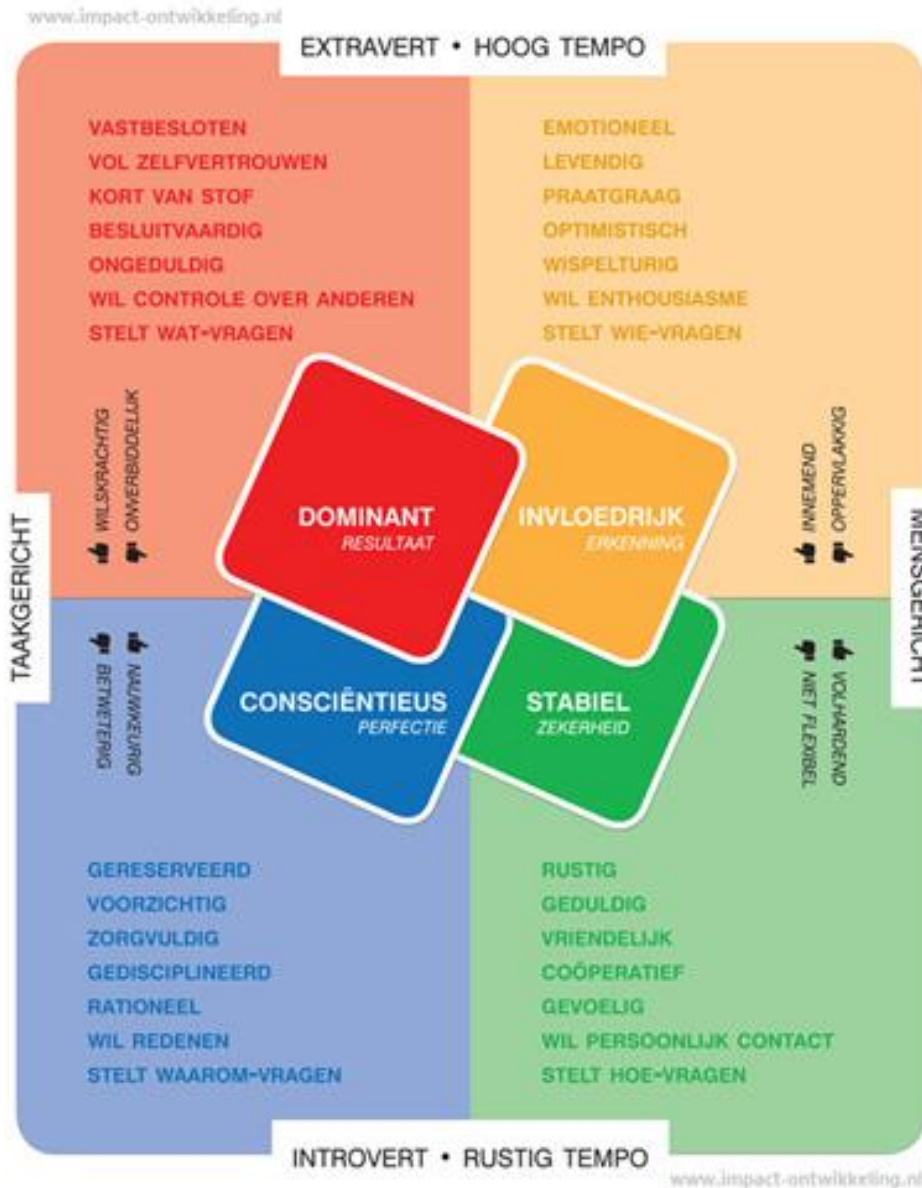 www.impact-ontwikkeling.nl
EXTRAVERT • HOOG TEMPO
VASTBESLOTEN
VOL ZELFVERTROUWEN
KORT VAN STOF
BESLUITVAARDIG
ONGEDULDIG
WIL CONTROLE OVER ANDEREN
STELT WAT-VRAGEN
EMOTIONEEL
LEVENDIG
PRAATGRAAG
OPTIMISTISCH
WISPELTURIG
WIL ENTHOUSIASME
STELT WIE-VRAGEN
WILSKRACHTIG
ONVERBIDDELIJK
INNEMEND
OPPERVLAKKIG
DOMINANT
RESULTAAT
INVLOEDRIJK
ERKENNING
TAAKGERICHT
MENSGERICHT
CONSCIËNTIEUS
PERFECTIE
STABIEL
ZEKERHEID
BETWETERIG
NAUWKEURIG
NIET FLEXIBEL
VOLHARDEND
GERESERVEERD
VOORZICHTIG
ZORGVULDIG
GEDISCIPLINEERD
RATIONEEL
WIL REDENEN
STELT WAAROM-VRAGEN
RUSTIG
GEDULDIG
VRIENDELIJK
COÖPERATIEF
GEVOELIG
WIL PERSOONLIJK CONTACT
STELT HOE-VRAGEN
INTROVERT • RUSTIG TEMPO
www.impact-ontwikkeling.nl